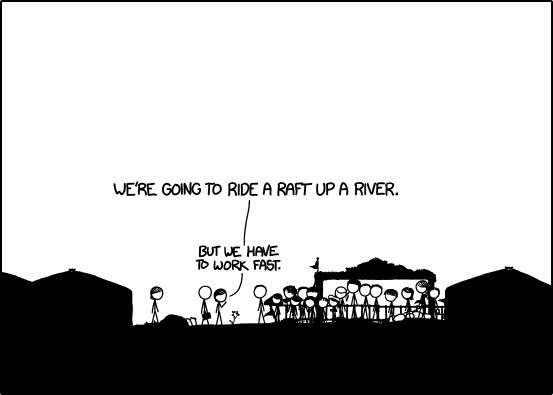 WE'RE GOING TO RIDE A RAFT UP A RIVER.
BUT WE HAVE
TO WORK FAST.